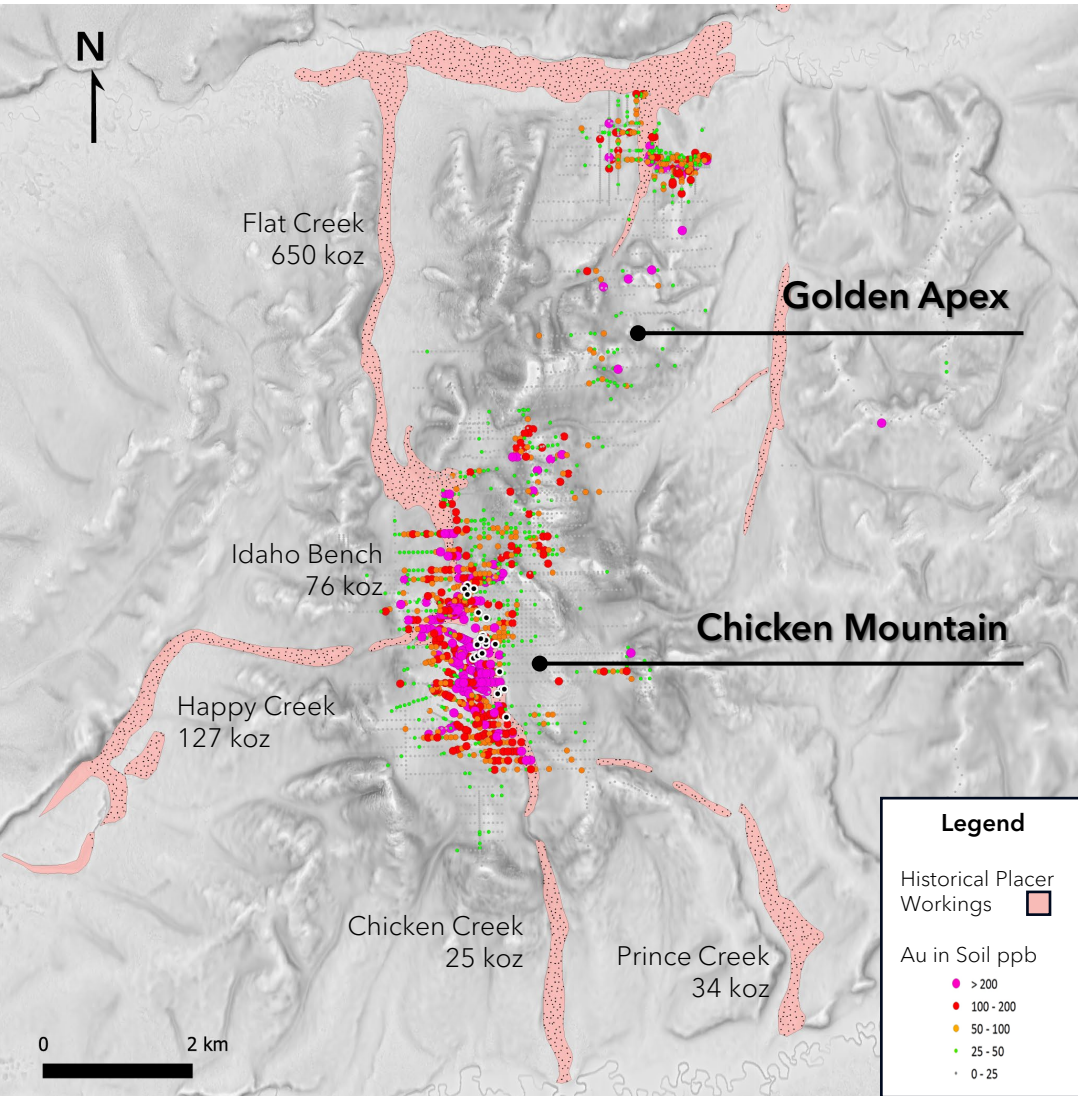 N
Flat Creek
650 koz
Golden Apex
Idaho Bench
76 koz
Chicken Mountain
Happy Creek
127 koz
Chicken Creek
25 koz
Prince Creek
34 koz
0 2 km
Legend
Historical Placer
Workings
Au in Soil ppb
> 200
100 - 200
50 - 100
25 - 50
0 - 25